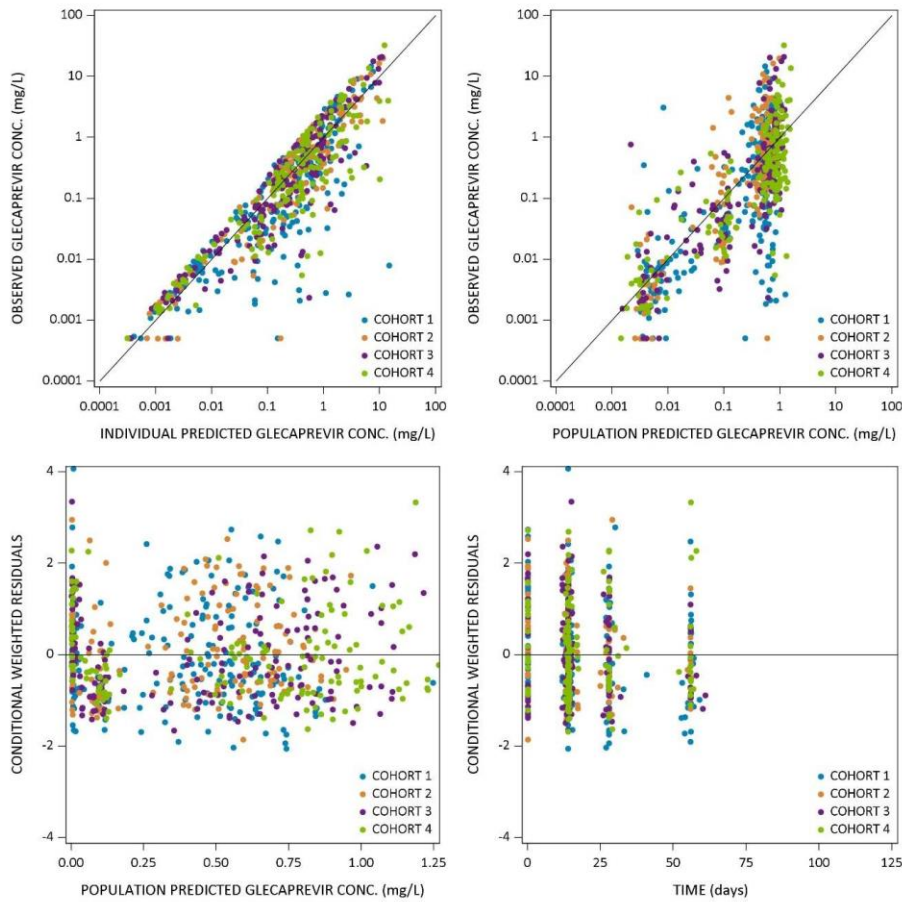 100
10
1
0.1
0.01
0.001
0.0001
OBSERVED GLECAPREVIR CONC. (mg/L)
COHORT 1
COHORT 2
COHORT 3
COHORT 4
0.0001 0.001 0.01 0.1 1 10 100
INDIVIDUAL PREDICTED GLECAPREVIR CONC. (mg/L)
100
10
1
0.1
0.01
0.001
0.0001
OBSERVED GLECAPREVIR CONC. (mg/L)
COHORT 1
COHORT 2
COHORT 3
COHORT 4
0.0001 0.001 0.01 0.1 1 10 100
POPULATION PREDICTED GLECAPREVIR CONC. (mg/L)
4
2
0
-2
-4
CONDITIONAL WEIGHTED RESIDUALS
COHORT 1
COHORT 2
COHORT 3
COHORT 4
0.00 0.25 0.50 0.75 1.00 1.25
POPULATION PREDICTED GLECAPREVIR CONC. (mg/L)
4
2
0
-2
-4
CONDITIONAL WEIGHTED RESIDUALS
COHORT 1
COHORT 2
COHORT 3
COHORT 4
0 25 50 75 100 125
TIME (days)